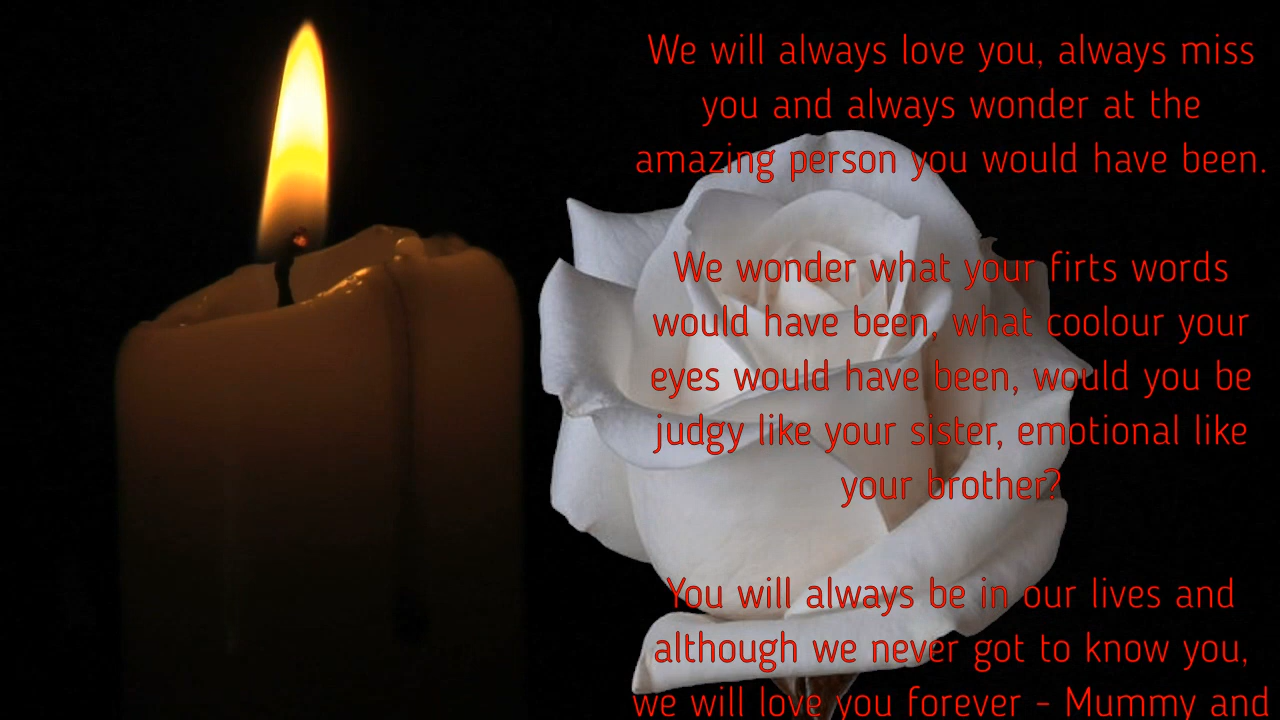 We will always love you, always miss
you and always wonder at the
amazing person you would have been.
We wonder what your firts words
would have been, what coolour your
eyes would have been, would you be
judgy like your sister, emotional like
your brother?
You will always be in our lives and
although we never got to know you,
we will love you forever - Mummy and